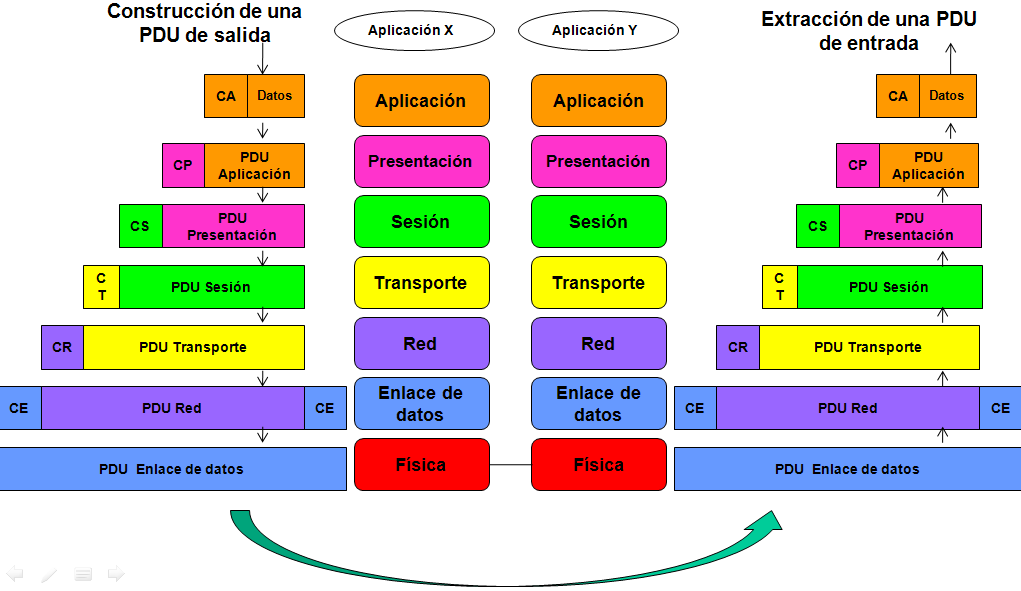 Construcción de una
PDU de salida
Aplicación X
Aplicación Y
Extracción de una PDU
de entrada
CA
Datos
Aplicación
Aplicación
CA
Datos
CP
PDU
Aplicación
Presentación
Presentación
CP
PDU
Aplicación
CS
PDU
Presentación
Sesión
Sesión
CS
PDU
Presentación
C
T
PDU Sesión
Transporte
Transporte
C
T
PDU Sesión
CR
PDU Transporte
Red
Red
CR
PDU Transporte
CE
PDU Red
CE
Enlace de
datos
Enlace de
datos
CE
PDU Red
CE
PDU Enlace de datos
Física
Física
PDU Enlace de datos